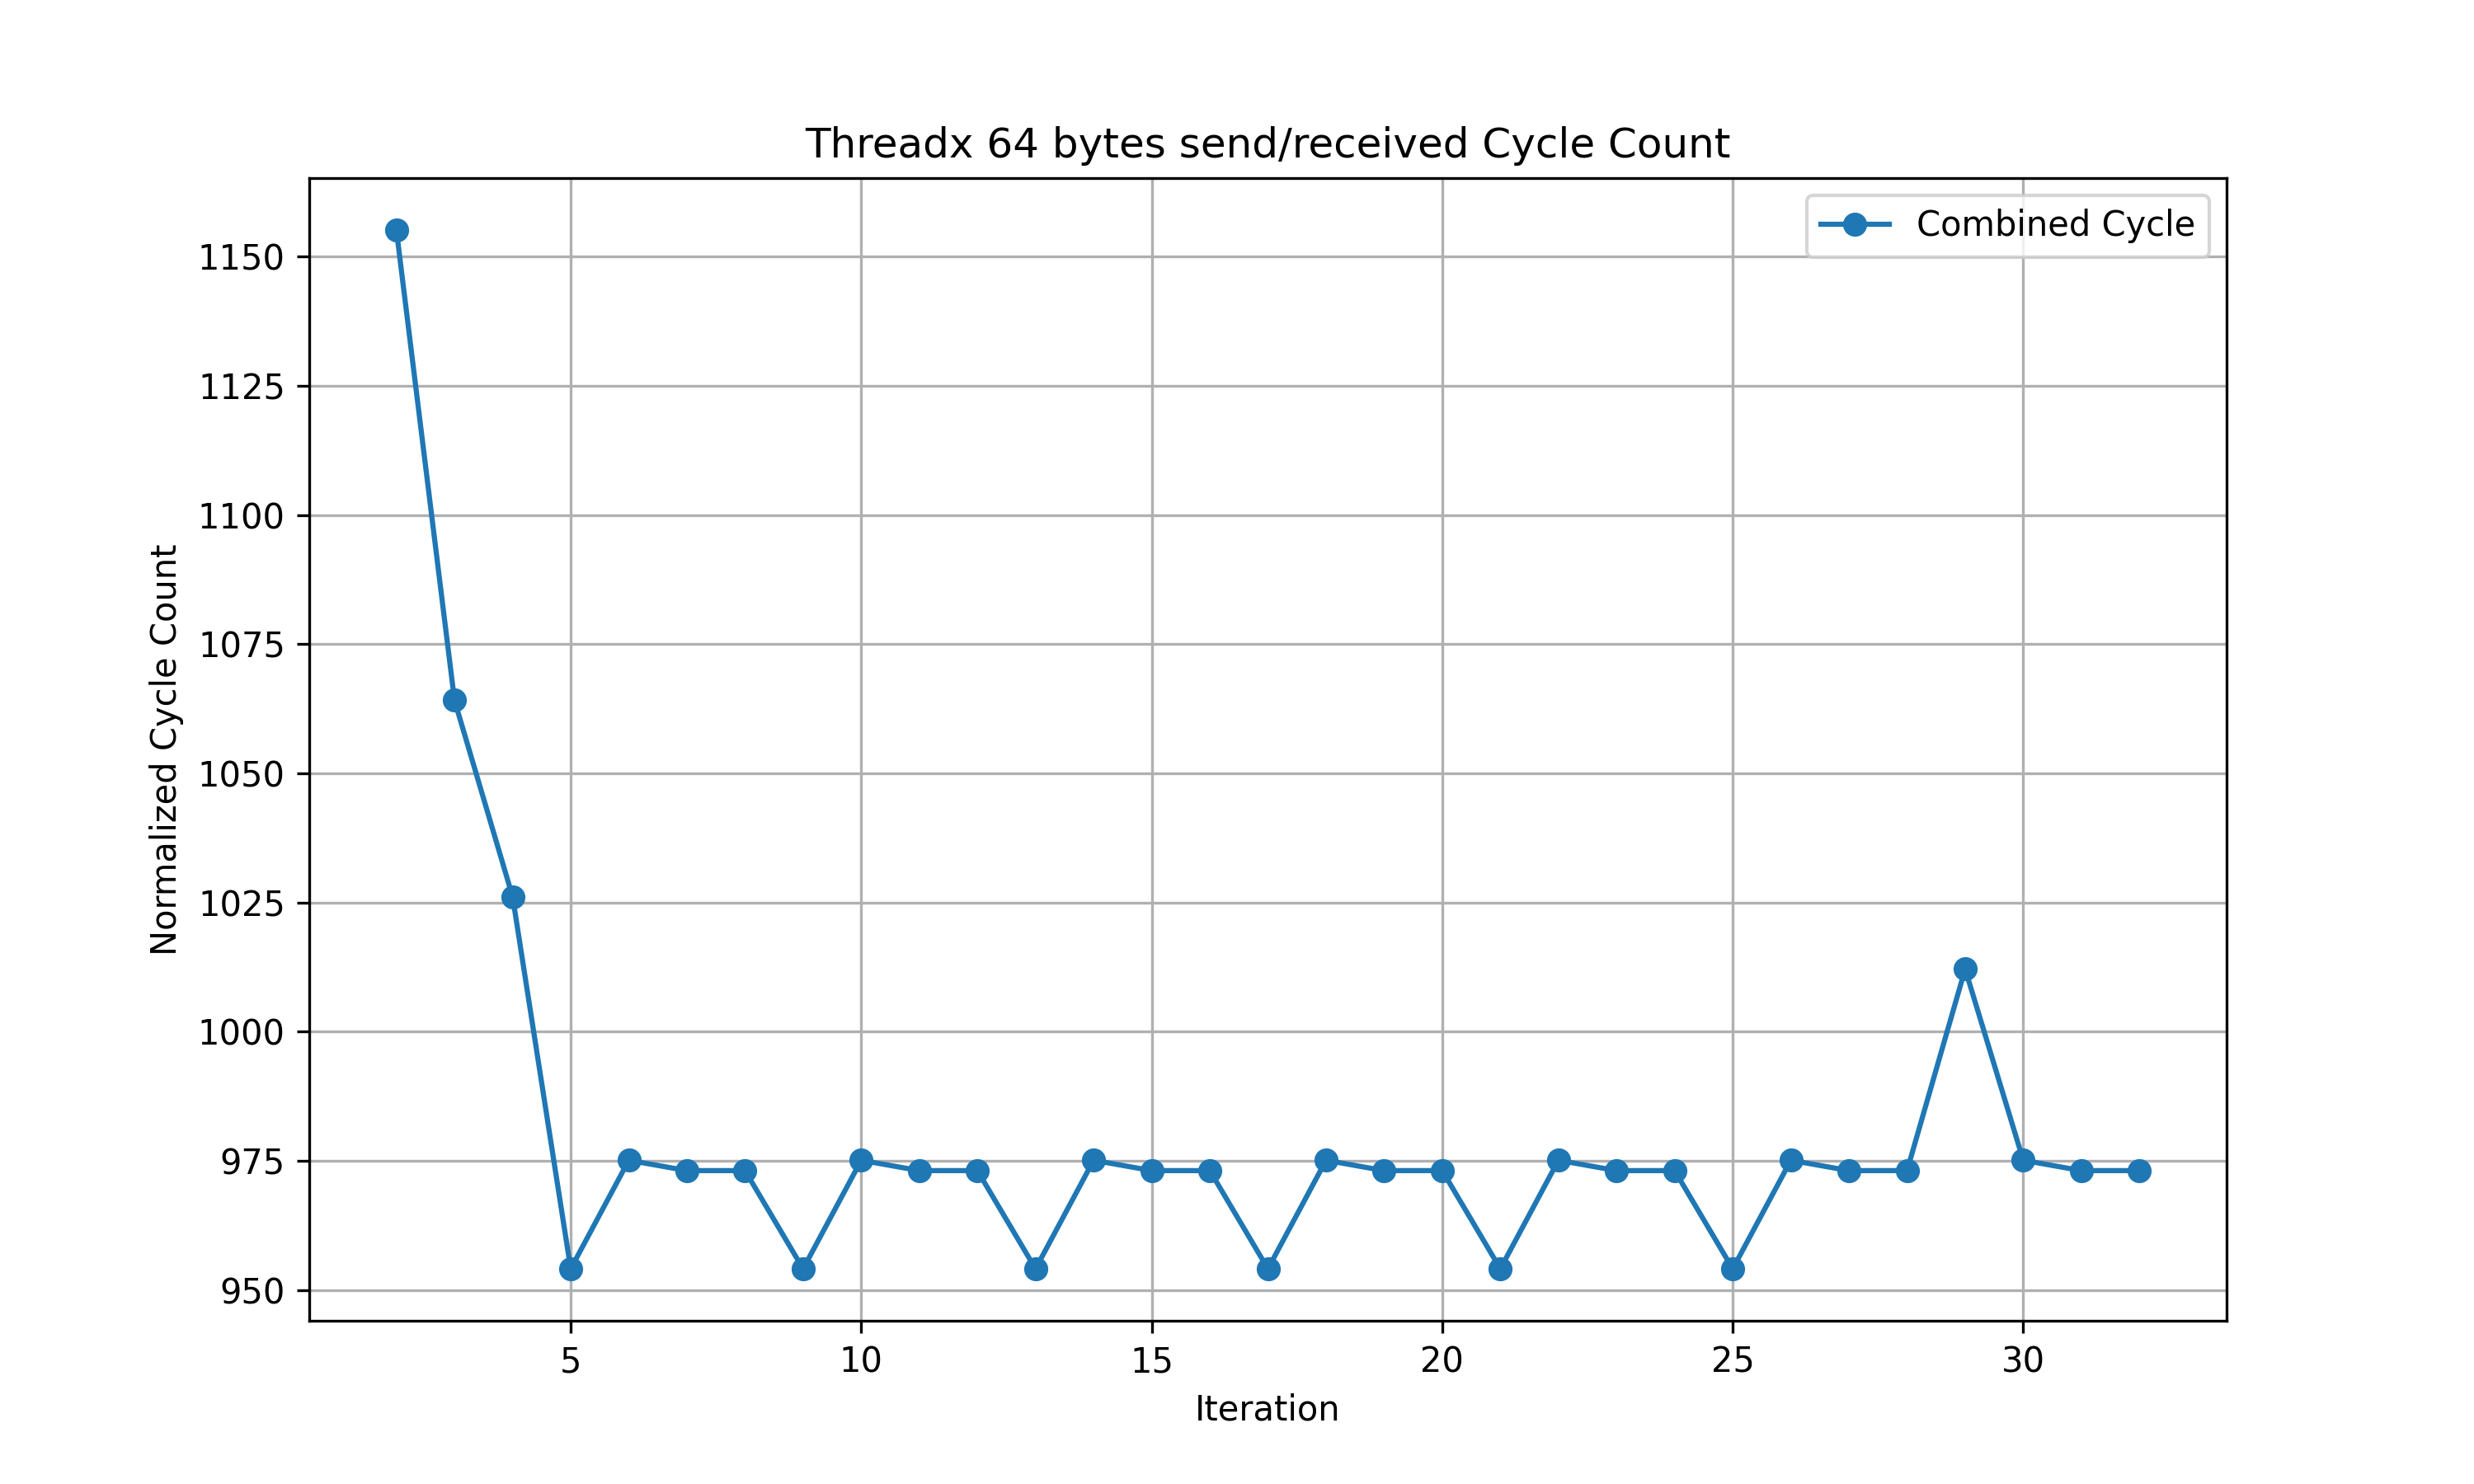 Threadx 64 bytes send/received Cycle Count
Combined Cycle
Normalized Cycle Count
1150
1125
1100
1075
1050
1025
1000
975
950
5 10 15 20 25 30
Iteration